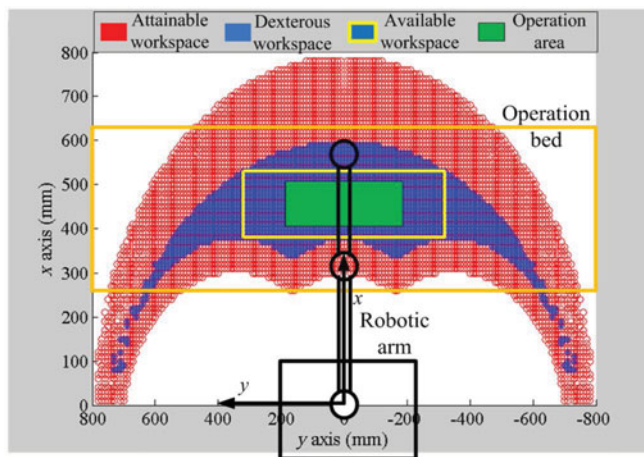 Attainable workspace
Dexterous workspace
Available workspace
Operation area
800
700
600
500
400
300
200
100
0
x axis (mm)
Operation
bed
x
Robotic
arm
y
800 600 400 200 0 -200 -400 -600 -800
y axis (mm)